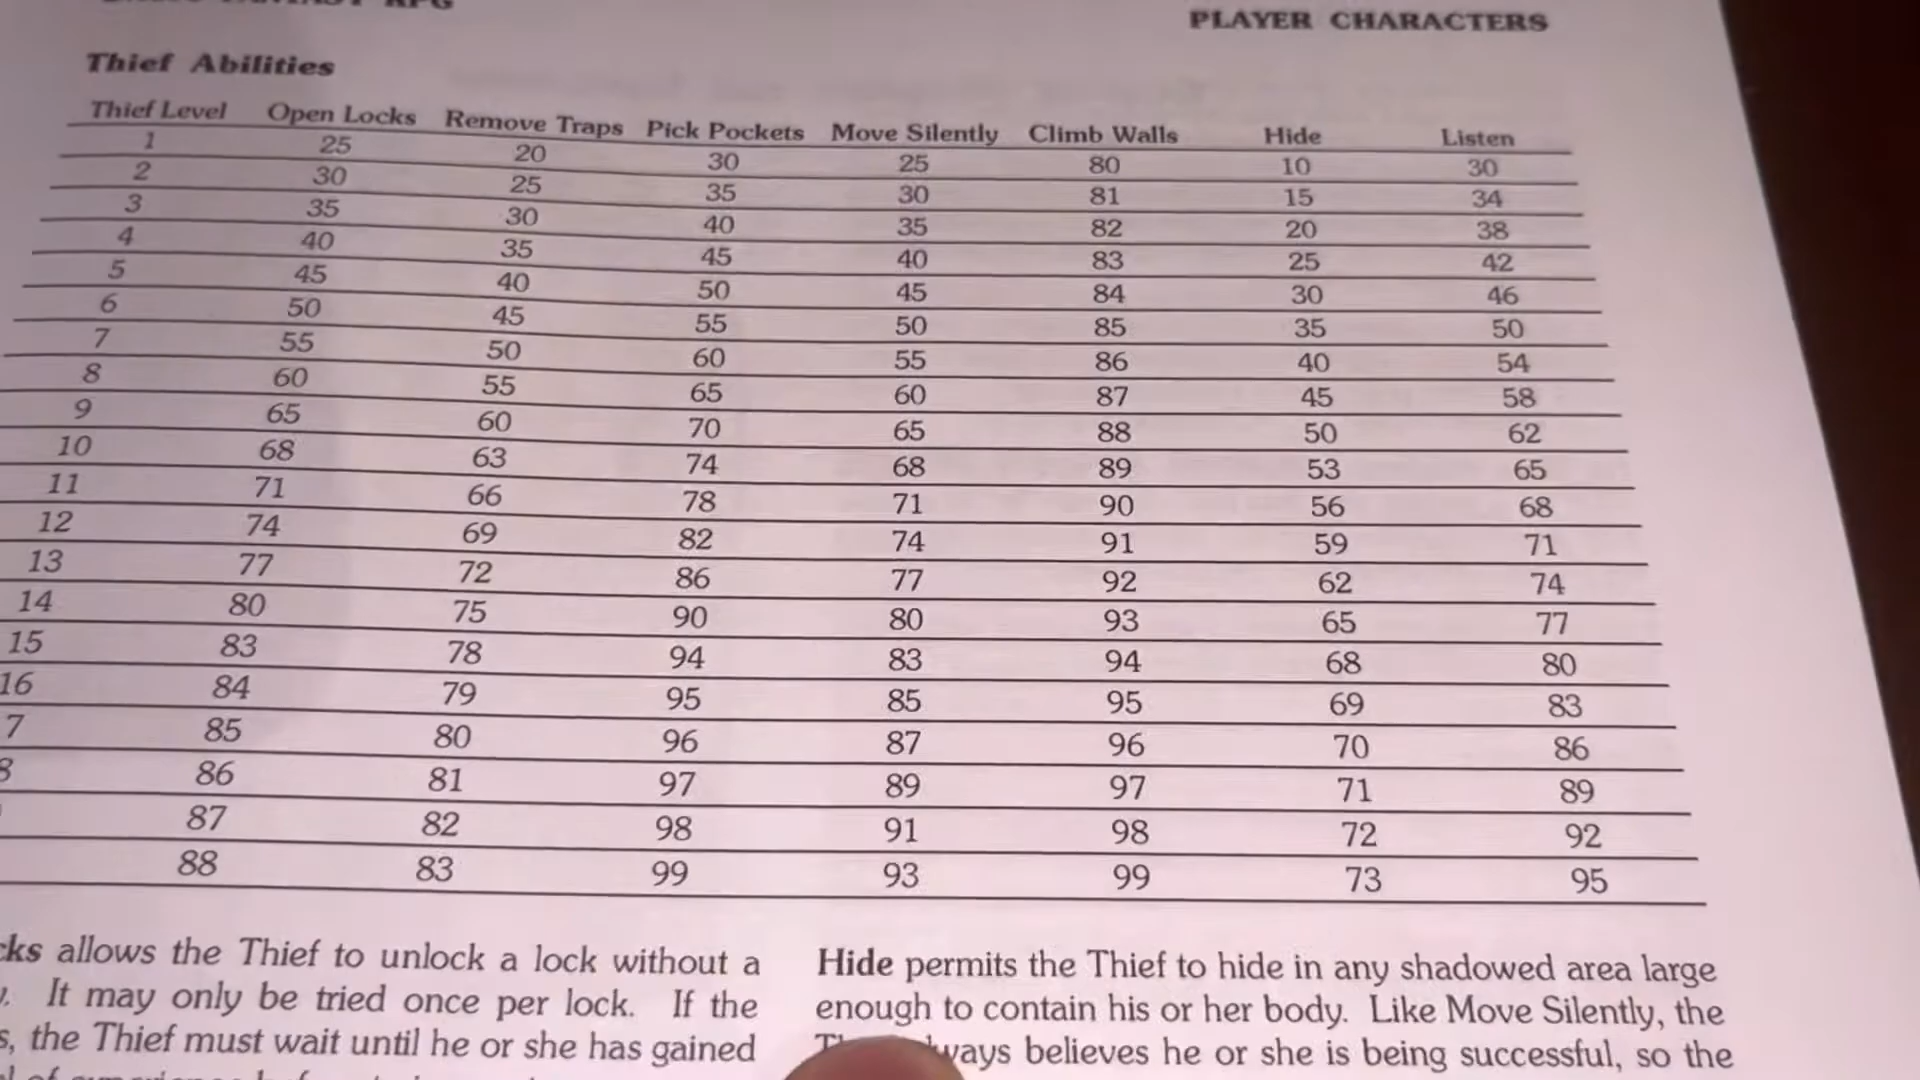 FANTASY RPG
PLAYER CHARACTERS
Thief Abilities
Thief Level Open Locks Remove Traps Pick Pockets Move Silently Climb Walls Hide Listen
1 25 20 30 25 80 10 30
2 30 25 35 30 81 15 34
3 35 30 40 35 82 20 38
4 40 35 45 40 83 25 42
5 45 40 50 45 84 30 46
6 50 45 55 50 85 35 50
7 55 50 60 55 86 40 54
8 60 55 65 60 87 45 58
9 65 60 70 65 88 50 62
10 68 63 74 68 89 53 65
11 71 66 78 71 90 56 68
12 74 69 82 74 91 59 71
13 77 72 86 77 92 62 74
14 80 75 90 80 93 65 77
15 83 78 94 83 94 68 80
16 84 79 95 85 95 69 83
7 85 80 96 87 96 70 86
8 86 81 97 89 97 71 89
87 82 98 91 98 72 92
88 83 99 93 99 73 95
cks allows the Thief to unlock a lock without a
It may only be tried once per lock. If the
s, the Thief must wait until he or she has gained
Hide permits the Thief to hide in any shadowed area large
enough to contain his or her body. Like Move Silently, the
ways believes he or she is being successful, so the